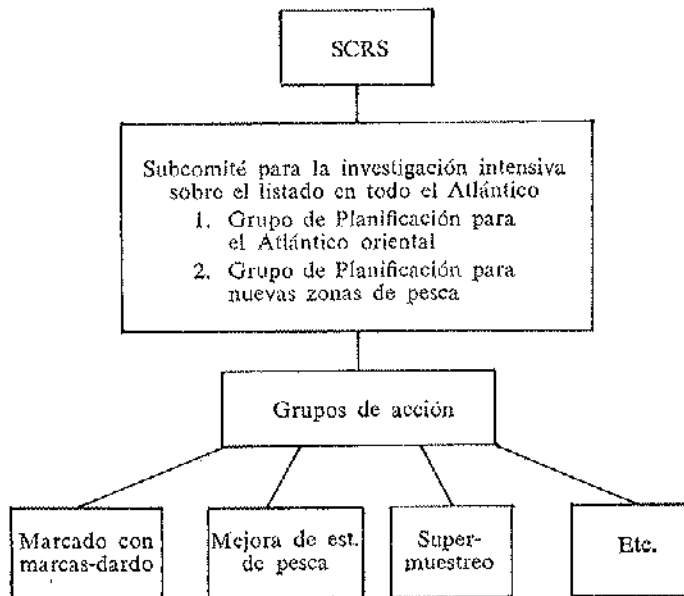 SCRS
Subcomité para la investigación intensiva
sobre el listado en todo el Atlántico
1. Grupo de Planificación para
el Atlántico oriental
2. Grupo de Planificación para
nuevas zonas de pesca
Grupos de acción
Marcado con
marcas-dardo
Mejora de est.
de pesca
Super-
muestreo
Etc.